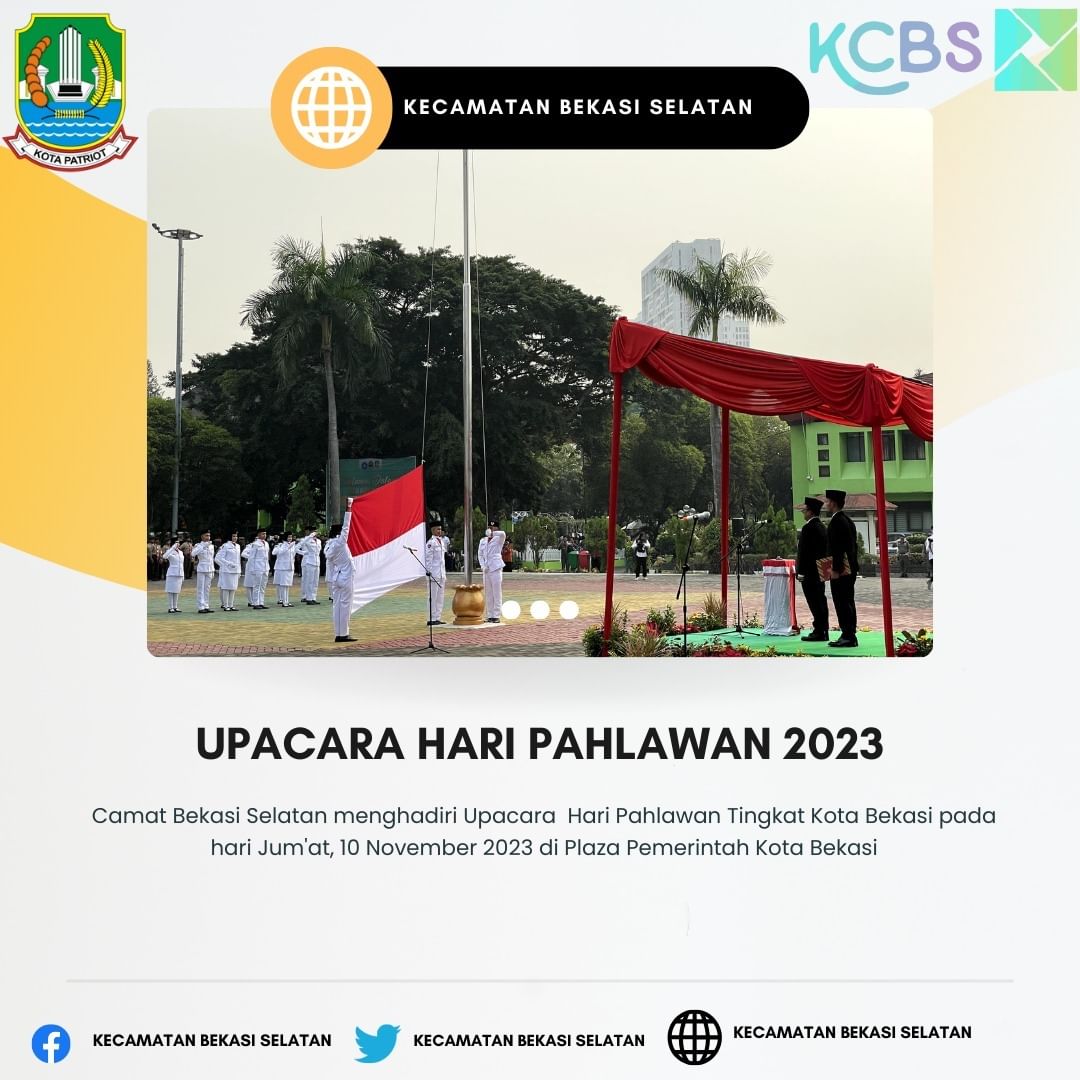 KOTA PATRIOT
KCBS
KECAMATAN BEKASI SELATAN
UPACARA HARI PAHLAWAN 2023
Camat Bekasi Selatan menghadiri Upacara  Hari Pahlawan Tingkat Kota Bekasi pada
hari Jum'at, 10 November 2023 di Plaza Pemerintah Kota Bekasi
KECAMATAN BEKASI SELATAN
KECAMATAN BEKASI SELATAN
KECAMATAN BEKASI SELATAN